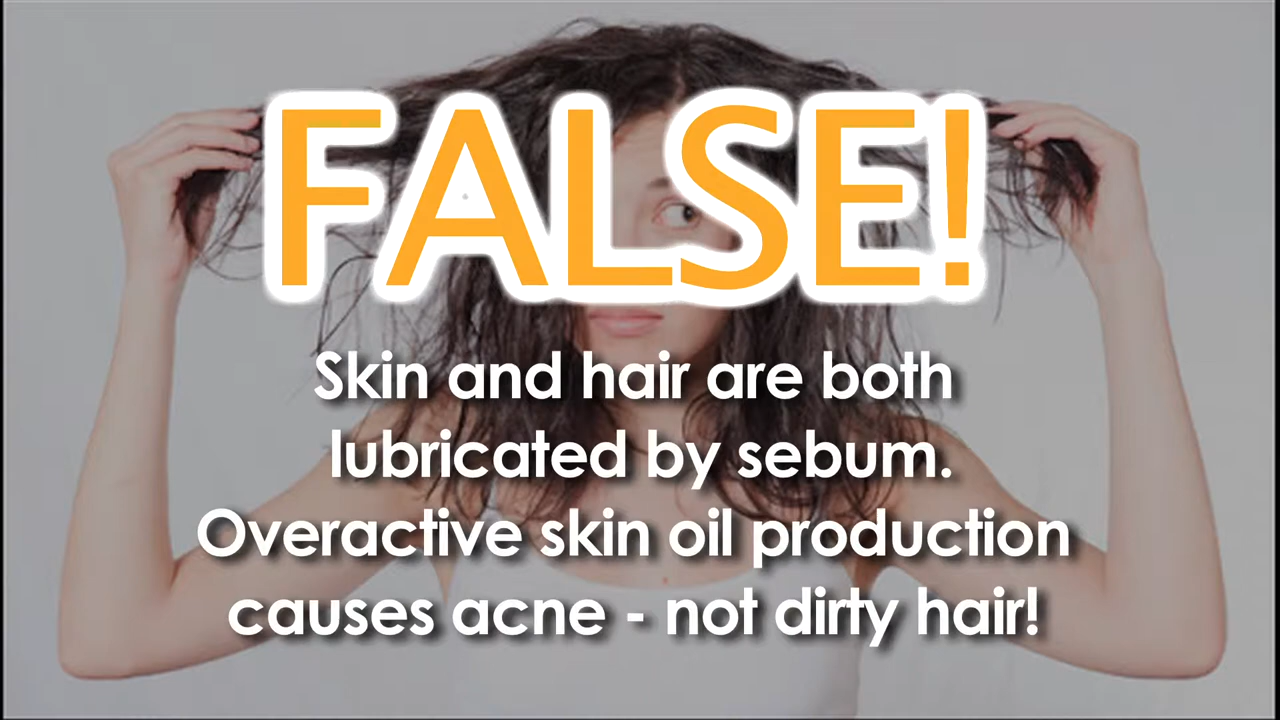 FALSE!
Skin and hair are both
lubricated by sebum.
Overactive skin oil production
causes acne - not dirty hair!